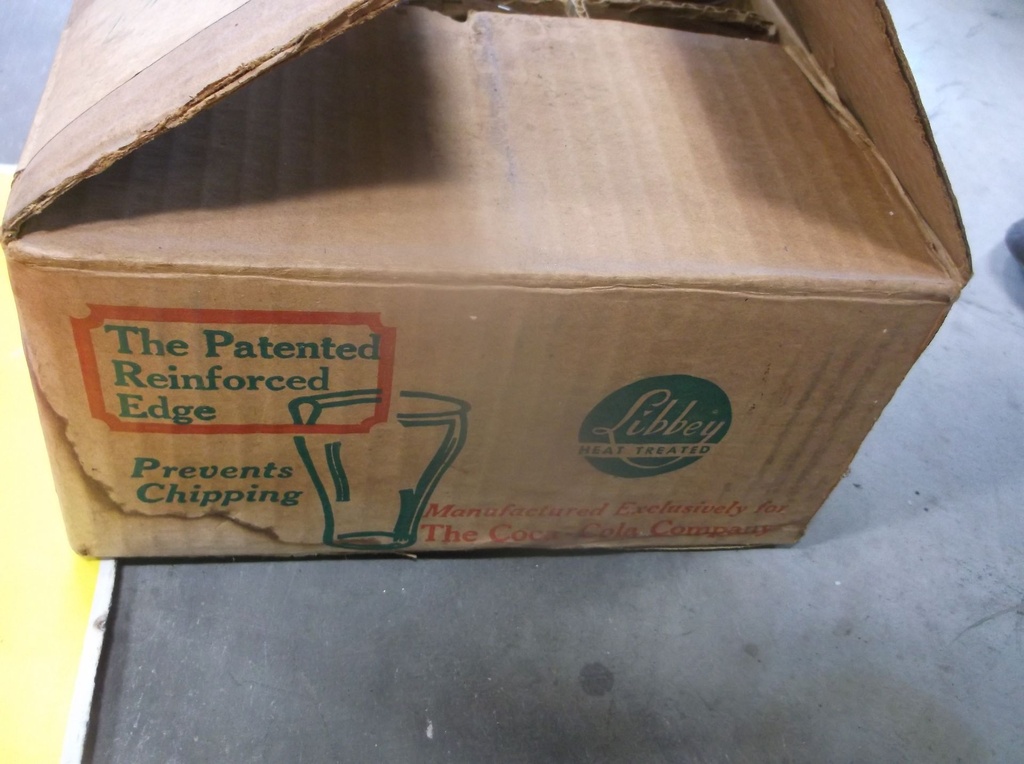 The Patented
Reinforced
Edge
Prevents
Chipping
Libbey
HEAT TREATED
Manufactured Exclusively for
The Coca-Cola Company